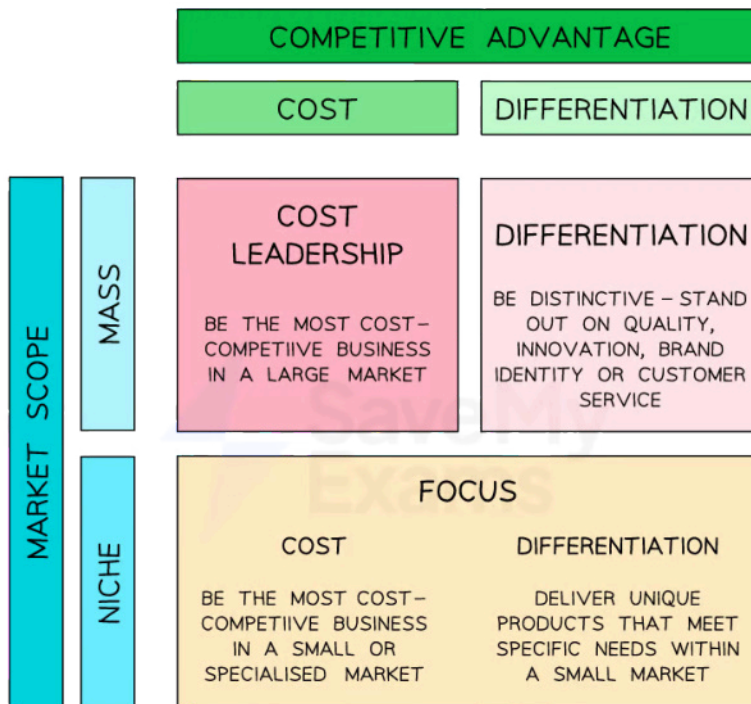 COMPETITIVE ADVANTAGE
COST
DIFFERENTIATION
MARKET SCOPE
MASS
COST
LEADERSHIP
BE THE MOST COST–
COMPETIIVE BUSINESS
IN A LARGE MARKET
DIFFERENTIATION
BE DISTINCTIVE – STAND
OUT ON QUALITY,
INNOVATION, BRAND
IDENTITY OR CUSTOMER
SERVICE
SaveMy
Exams
NICHE
FOCUS
COST
BE THE MOST COST–
COMPETIIVE BUSINESS
IN A SMALL OR
SPECIALISED MARKET
DIFFERENTIATION
DELIVER UNIQUE
PRODUCTS THAT MEET
SPECIFIC NEEDS WITHIN
A SMALL MARKET